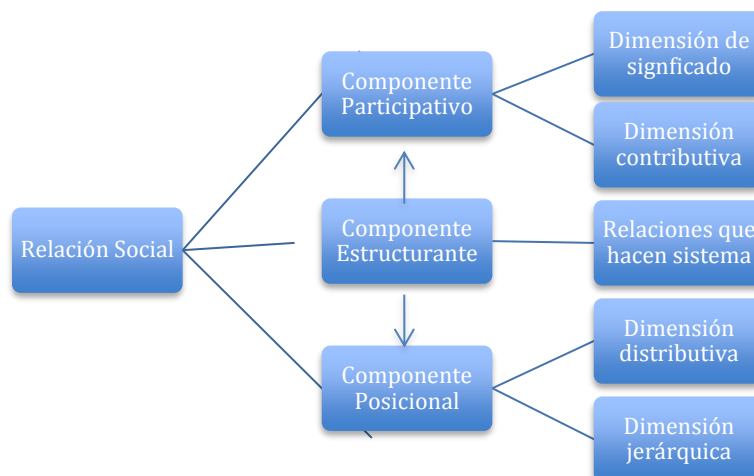 Relación Social
Componente
Participativo
Componente
Estructurante
Componente
Posicional
Dimensión de
signficado
Dimensión
contributiva
Relaciones que
hacen sistema
Dimensión
distributiva
Dimensión
jerárquica